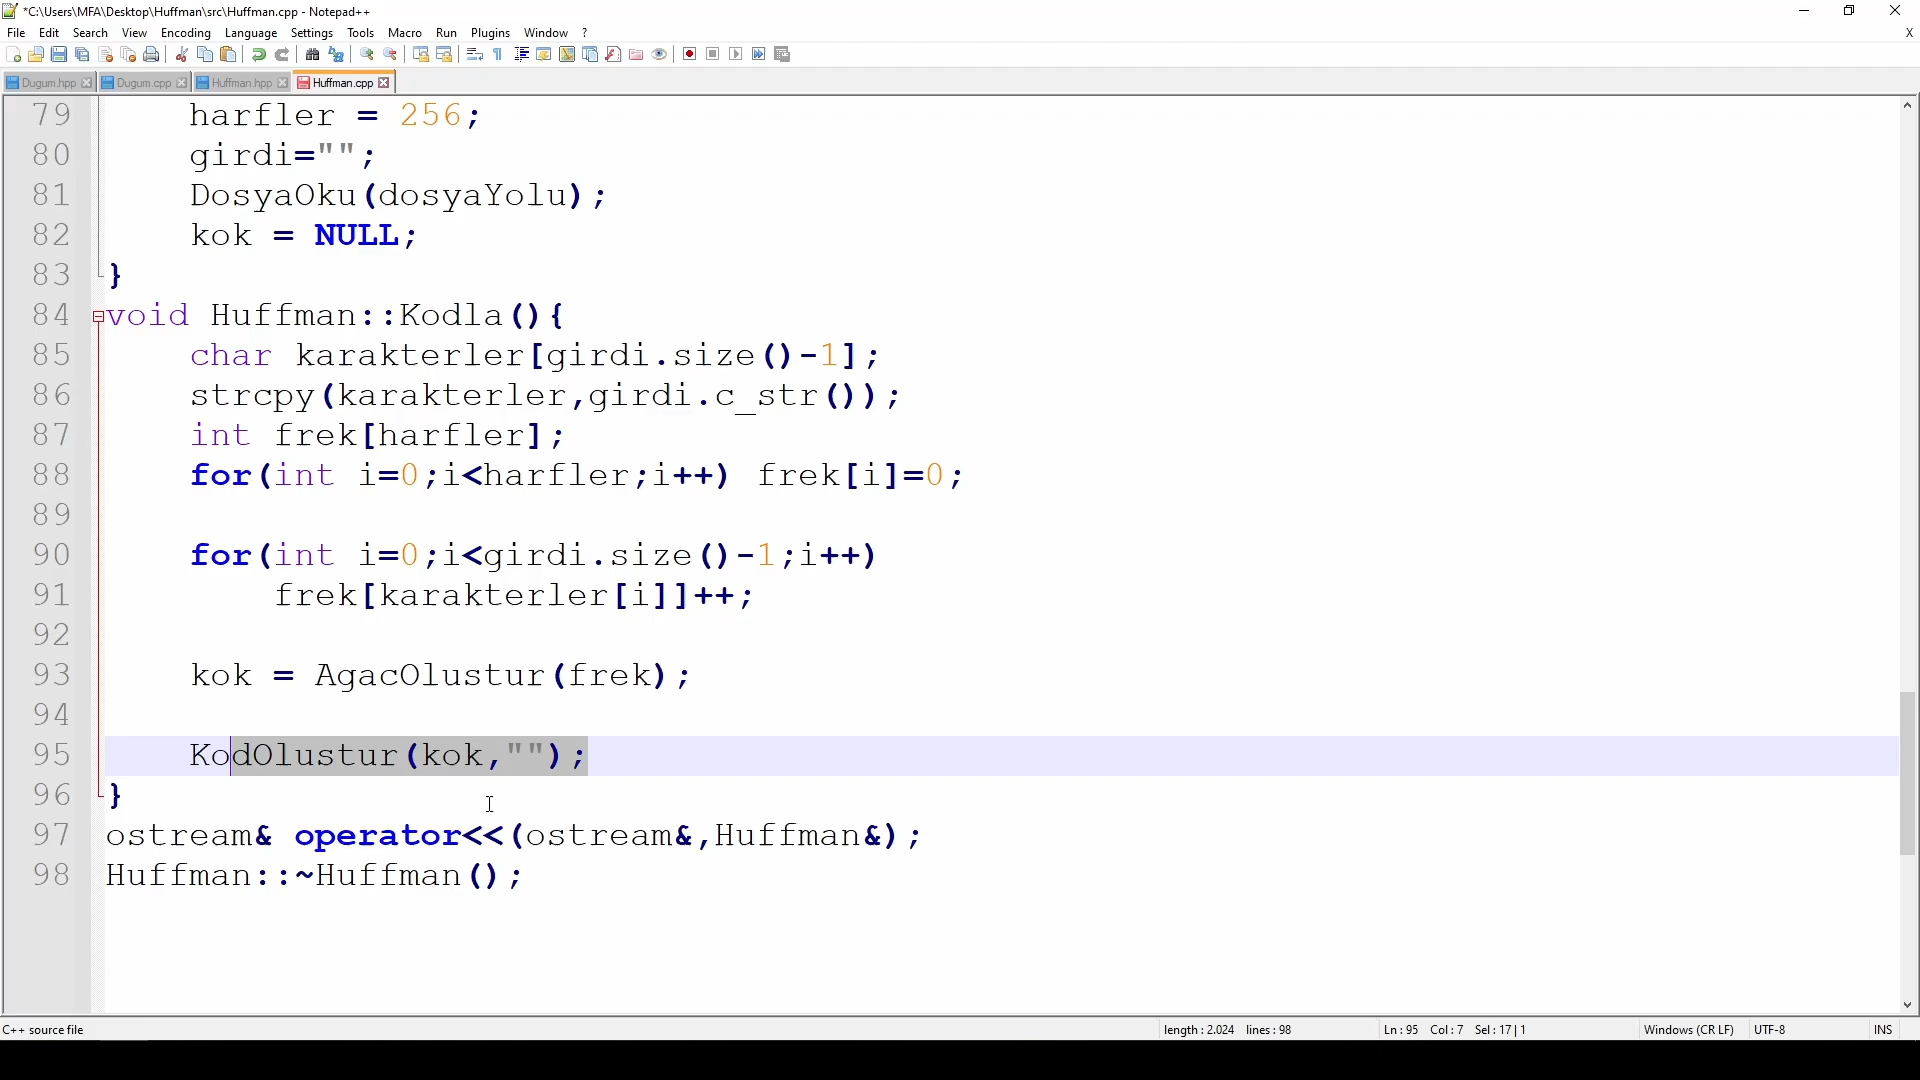 *C:\Users\MFA\Desktop\Huffman\src\Huffman.cpp - Notepad++
File Edit Search View Encoding Language Settings Tools Macro Run Plugins Window ? X
Dugum.hpp Dugum.cpp Huffman.hpp Huffman.cpp
79 harfler = 256;
80 girdi="";
81 DosyaOku(dosyaYolu);
82 kok = NULL;
83 }
84 void Huffman::Kodla(){
85 char karakterler[girdi.size()-1];
86 strcpy(karakterler,girdi.c_str());
87 int frek[harfler];
88 for(int i=0;i<harfler;i++) frek[i]=0;
89
90 for(int i=0;i<girdi.size()-1;i++)
91 frek[karakterler[i]]++;
92
93 kok = AgacOlustur(frek);
94
95 KodOlustur(kok,"");
96 }
97 ostream& operator<<(ostream&,Huffman&);
98 Huffman::~Huffman();
C++ source file length : 2.024 lines : 98 Ln : 95 Col : 7 Sel : 17 | 1 Windows (CR LF) UTF-8 INS